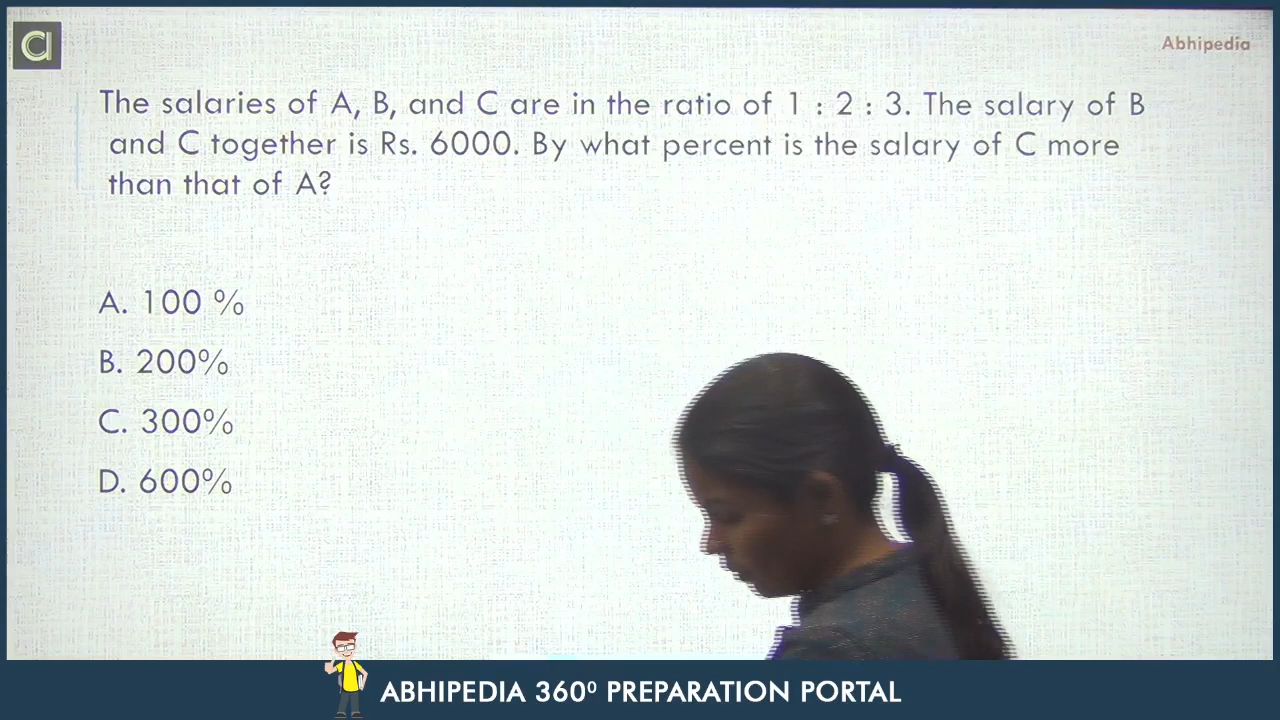 Abhipedia
The salaries of A, B, and C are in the ratio of 1 : 2 : 3. The salary of B
and C together is Rs. 6000. By what percent is the salary of C more
than that of A?
A. 100 %
B. 200%
C. 300%
D. 600%
ABHIPEDIA 360⁰ PREPARATION PORTAL